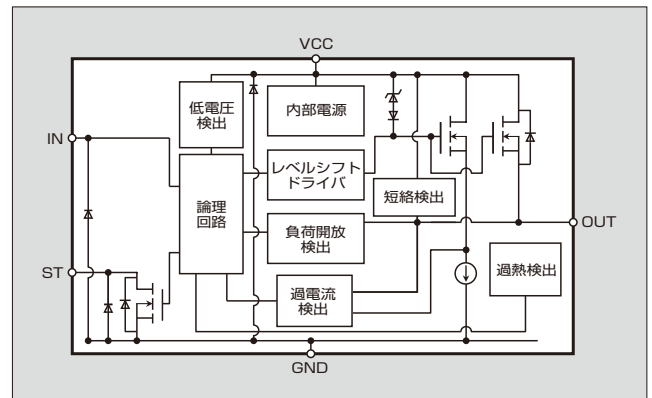 VCC
低電圧
検出
内部電源
IN
レベルシフト
ドライバ
論理
回路
短絡検出
負荷開放
検出
OUT
ST
過電流
検出
過熱検出
GND